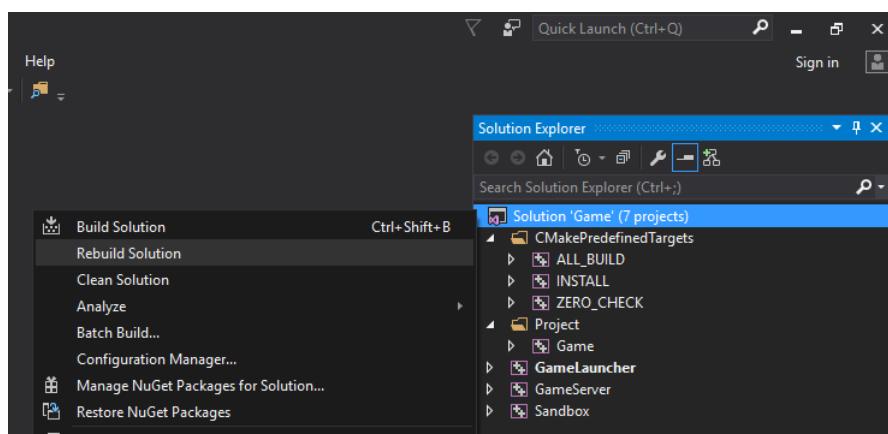 Quick Launch (Ctrl+Q)
Help
Sign in
Solution Explorer
Search Solution Explorer (Ctrl+;)
Solution 'Game' (7 projects)
CMakePredefinedTargets
ALL_BUILD
INSTALL
ZERO_CHECK
Project
Game
GameLauncher
GameServer
Sandbox
Build Solution Ctrl+Shift+B
Rebuild Solution
Clean Solution
Analyze
Batch Build...
Configuration Manager...
Manage NuGet Packages for Solution...
Restore NuGet Packages